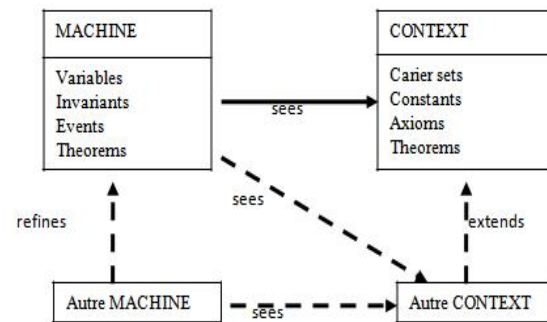 MACHINE
Variables
Invariants
Events
Theorems
CONTEXT
Carier sets
Constants
Axioms
Theorems
sees
sees
refines
extends
Autre MACHINE
sees
Autre CONTEXT